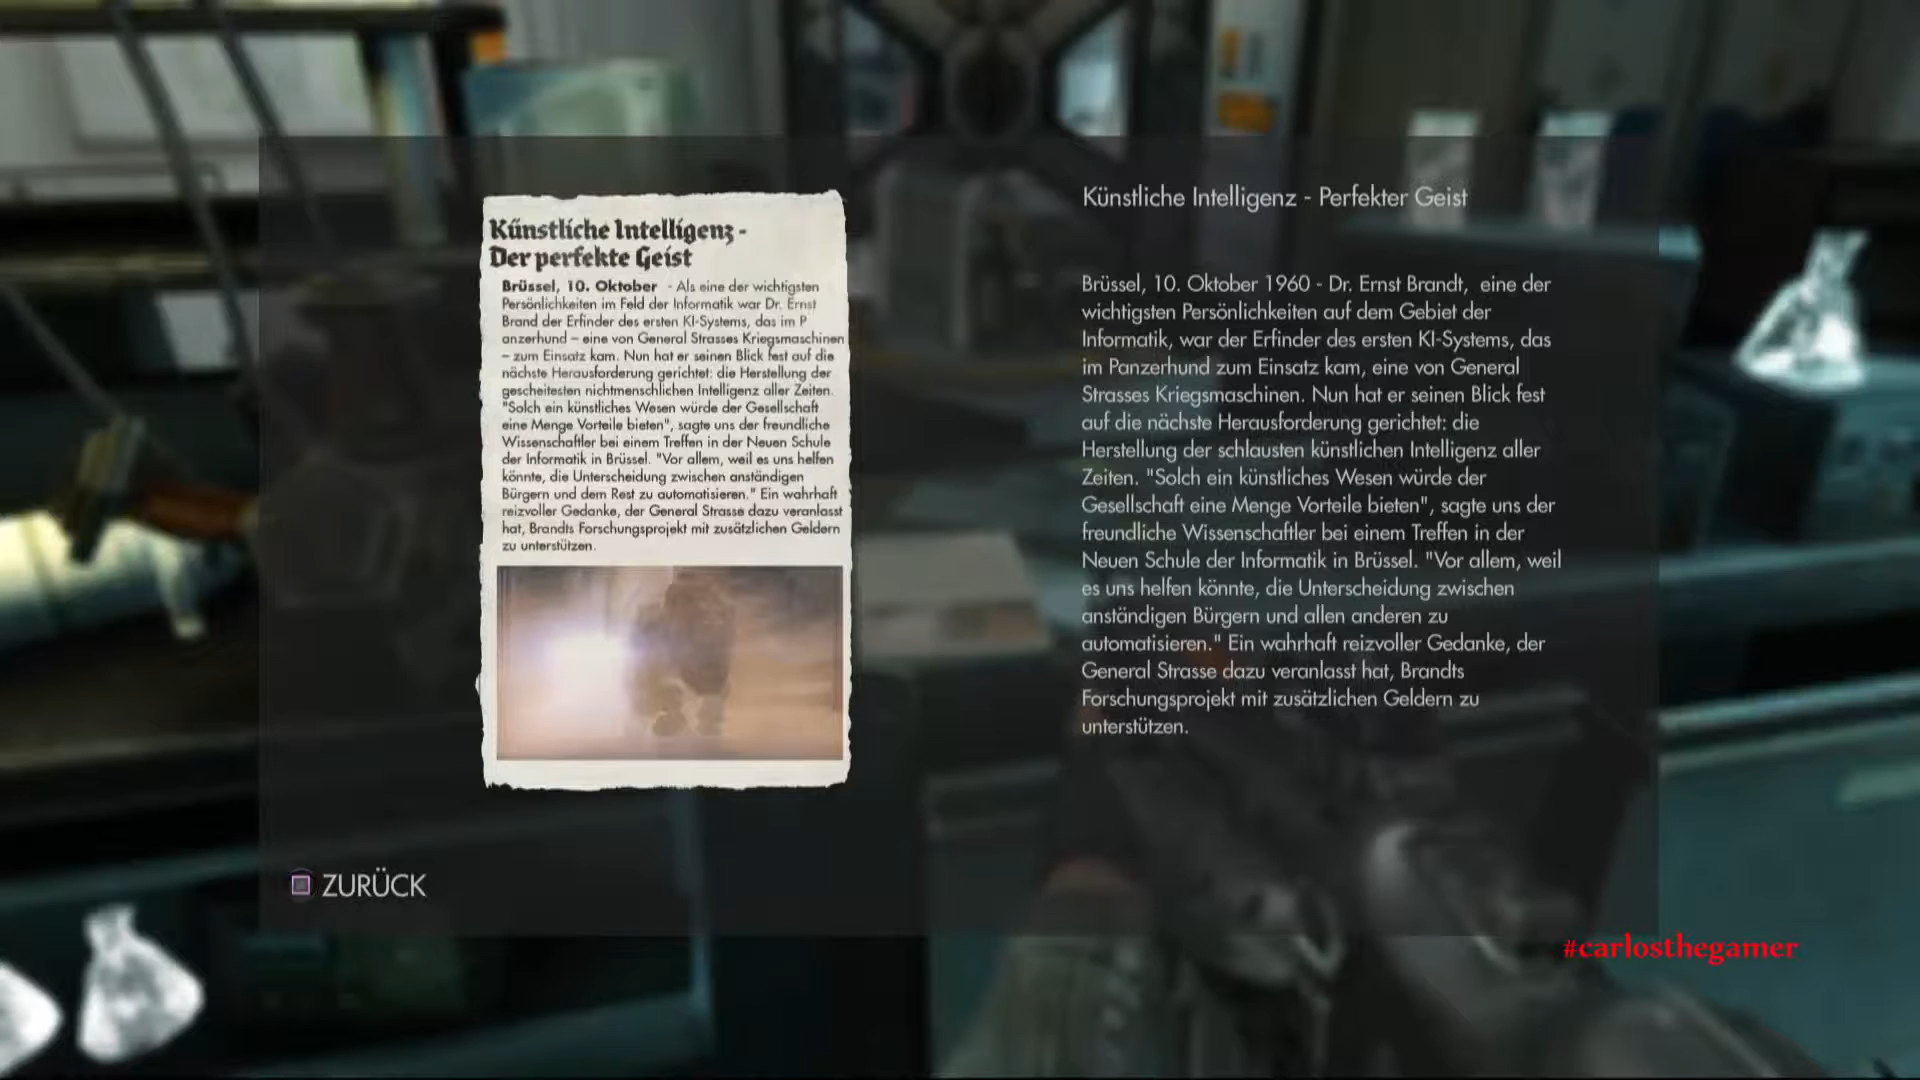 Künstliche Intelligenz -
Der perfekte Geist
Brüssel, 10. Oktober - Als eine der wichtigsten
Persönlichkeiten im Feld der Informatik war Dr. Ernst
Brand der Erfinder des ersten KI-Systems, das im P
anzerhund – eine von General Strasses Kriegsmaschinen
– zum Einsatz kam. Nun hat er seinen Blick fest auf die
nächste Herausforderung gerichtet: die Herstellung der
gescheitesten nichtmenschlichen Intelligenz aller Zeiten.
"Solch ein künstliches Wesen würde der Gesellschaft
eine Menge Vorteile bieten", sagte uns der freundliche
Wissenschaftler bei einem Treffen in der Neuen Schule
der Informatik in Brüssel. "Vor allem, weil es uns helfen
könnte, die Unterscheidung zwischen anständigen
Bürgern und dem Rest zu automatisieren." Ein wahrhaft
reizvoller Gedanke, der General Strasse dazu veranlasst
hat, Brandts Forschungsprojekt mit zusätzlichen Geldern
zu unterstützen.
Künstliche Intelligenz - Perfekter Geist
Brüssel, 10. Oktober 1960 - Dr. Ernst Brandt, eine der
wichtigsten Persönlichkeiten auf dem Gebiet der
Informatik, war der Erfinder des ersten KI-Systems, das
im Panzerhund zum Einsatz kam, eine von General
Strasses Kriegsmaschinen. Nun hat er seinen Blick fest
auf die nächste Herausforderung gerichtet: die
Herstellung der schlausten künstlichen Intelligenz aller
Zeiten. "Solch ein künstliches Wesen würde der
Gesellschaft eine Menge Vorteile bieten", sagte uns der
freundliche Wissenschaftler bei einem Treffen in der
Neuen Schule der Informatik in Brüssel. "Vor allem, weil
es uns helfen könnte, die Unterscheidung zwischen
anständigen Bürgern und allen anderen zu
automatisieren." Ein wahrhaft reizvoller Gedanke, der
General Strasse dazu veranlasst hat, Brandts
Forschungsprojekt mit zusätzlichen Geldern zu
unterstützen.
ZURÜCK
#carlosthegamer